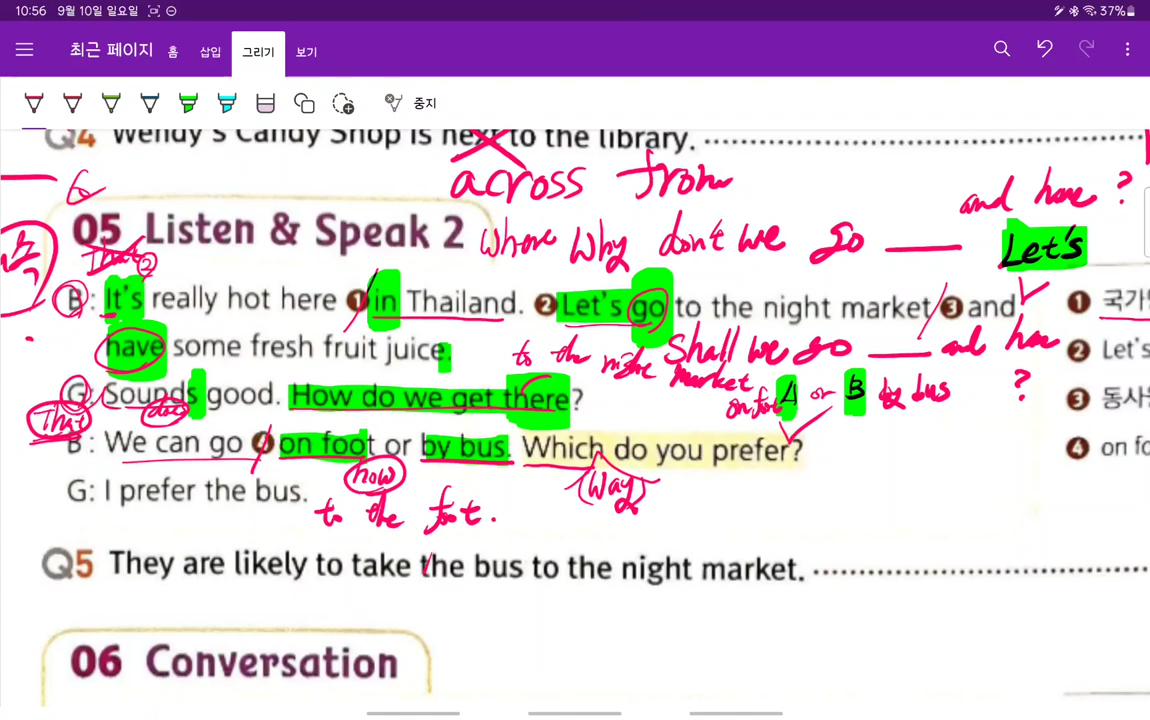 10:56 9월 10일 일요일 37%
최근 페이지 홈 삽입 그리기 보기
중지
Q4 Wendy's Candy Shop is next to the library.
across from
and have ?
05 Listen & Speak 2
where Why don't we go ___ Let's
That ②
B: It's really hot here ❶ in Thailand. ❷ Let's go to the night market ❸ and
❶ 국가
have some fresh fruit juice.
to the night market Shall we go ___ and have ?
❷ Let's
G: Sounds good. How do we get there?
That does
on foot A or B by bus
❸ 동사
B: We can go ❹ on foot or by bus. Which do you prefer?
❹ on fo
how (way)
G: I prefer the bus.
to the foot.
Q5 They are likely to take the bus to the night market.
06 Conversation